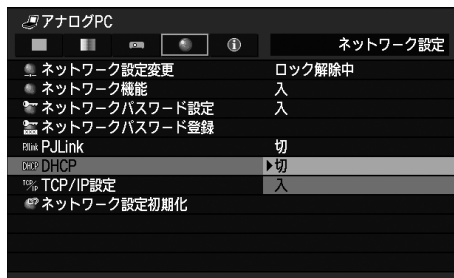 アナログPC
ネットワーク設定
ネットワーク設定変更 ロック解除中
ネットワーク機能 入
ネットワークパスワード設定 入
ネットワークパスワード登録
PJLink PJLink 切
DHCP DHCP 切
TCP/IP TCP/IP設定 入
ネットワーク設定初期化